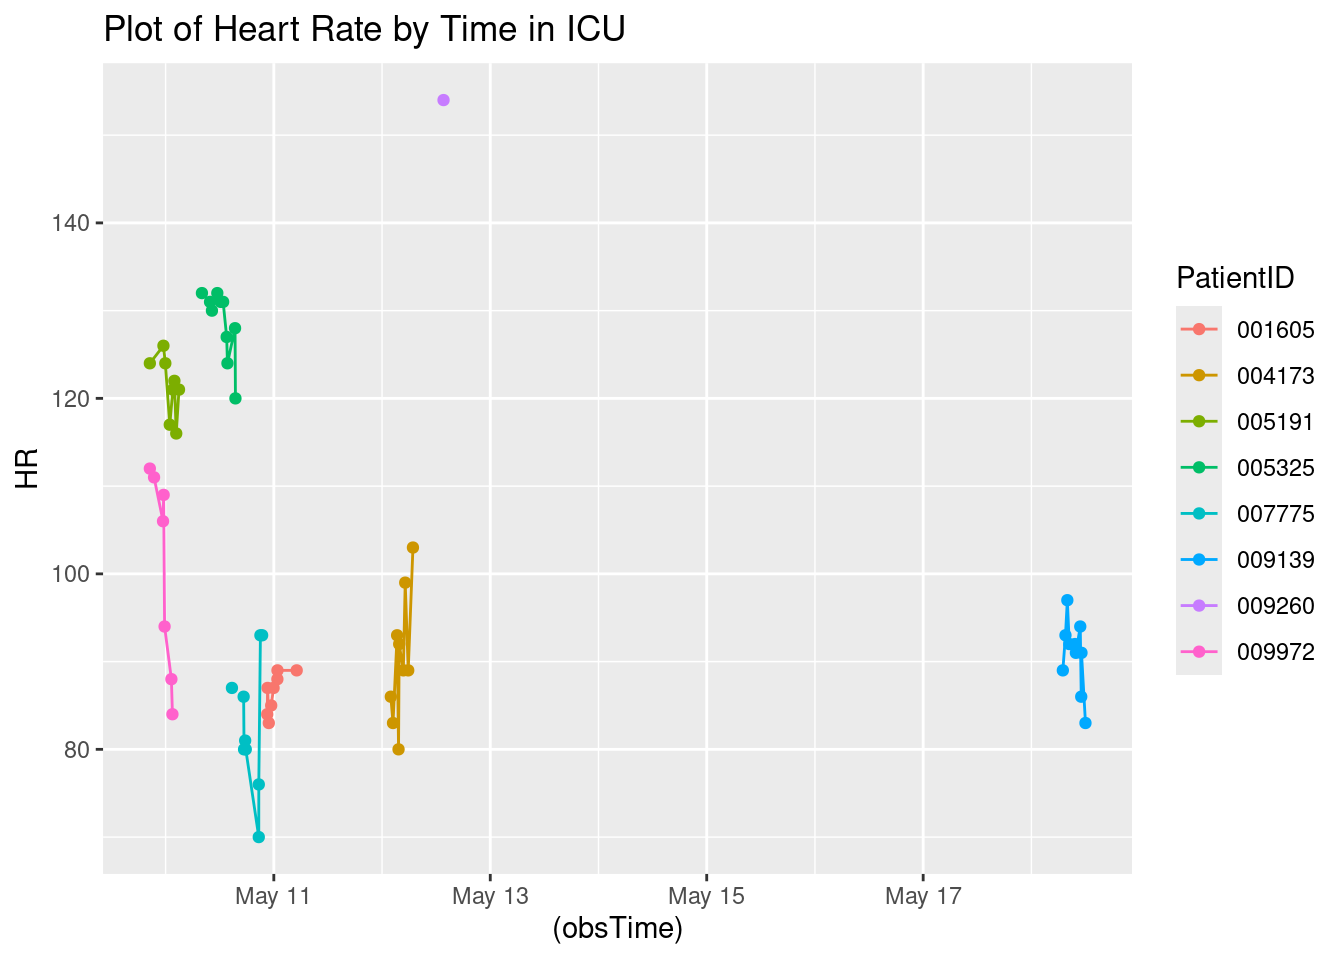 Plot of Heart Rate by Time in ICU
HR
140
120
100
80
May 11
May 13
May 15
May 17
(obsTime)
PatientID
001605
004173
005191
005325
007775
009139
009260
009972